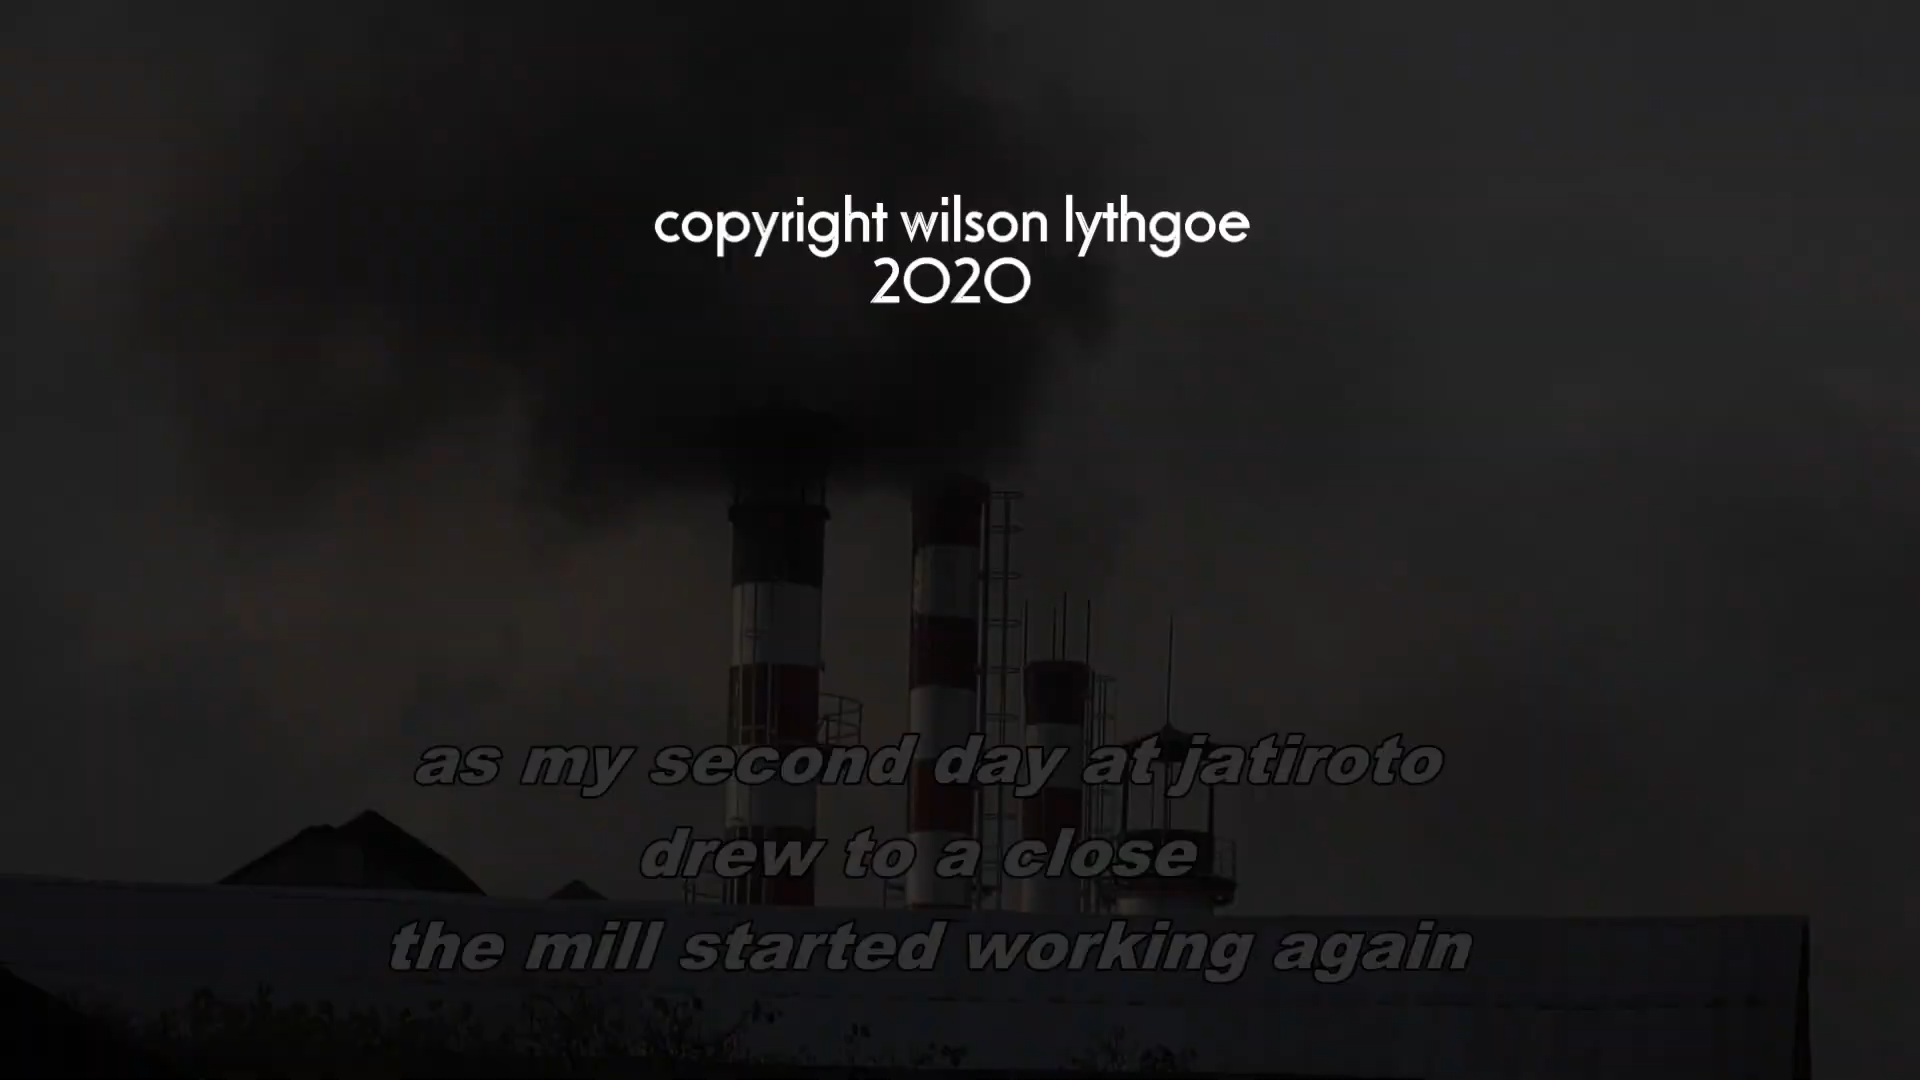 copyright wilson lythgoe
2020
as my second day at jatiroto
drew to a close
the mill started working again